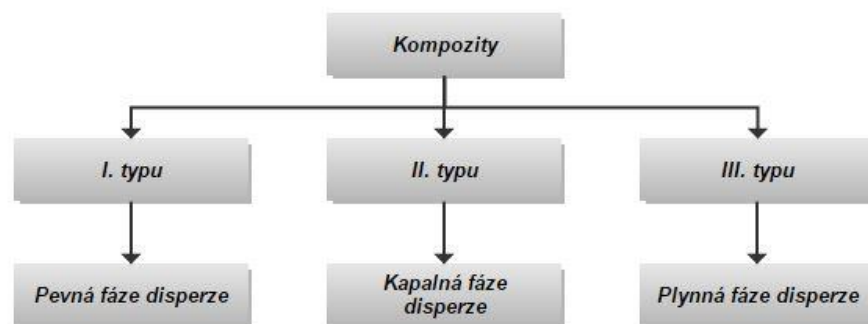 Kompozity
I. typu
II. typu
III. typu
Pevná fáze disperze
Kapalná fáze
disperze
Plynná fáze disperze